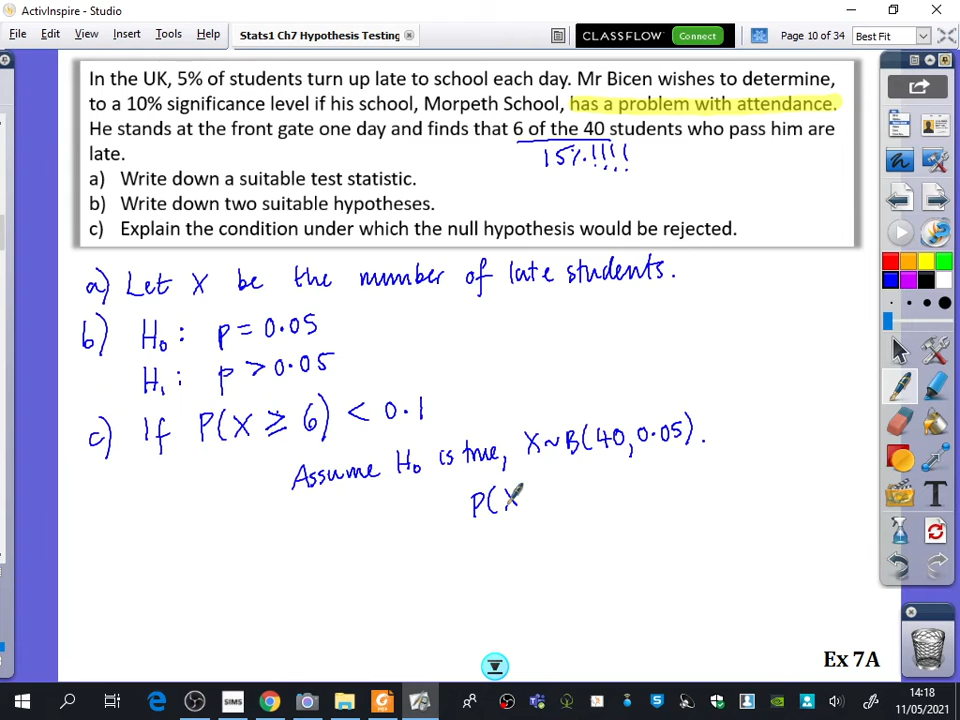 ActivInspire - Studio
File Edit View Insert Tools Help Stats1 Ch7 Hypothesis Testing CLASSFLOW Connect Page 10 of 34 Best Fit
In the UK, 5% of students turn up late to school each day. Mr Bicen wishes to determine,
to a 10% significance level if his school, Morpeth School, has a problem with attendance.
He stands at the front gate one day and finds that 6 of the 40 students who pass him are
late.
15%!!!!
a) Write down a suitable test statistic.
b) Write down two suitable hypotheses.
c) Explain the condition under which the null hypothesis would be rejected.
a) Let X be the number of late students.
b) H₀ : p = 0.05
H₁ : p > 0.05
c) If P(X ≥ 6) < 0.1
Assume H₀ is true, X~B(40, 0.05).
P(X
Ex 7A
SIMS
14:18
11/05/2021